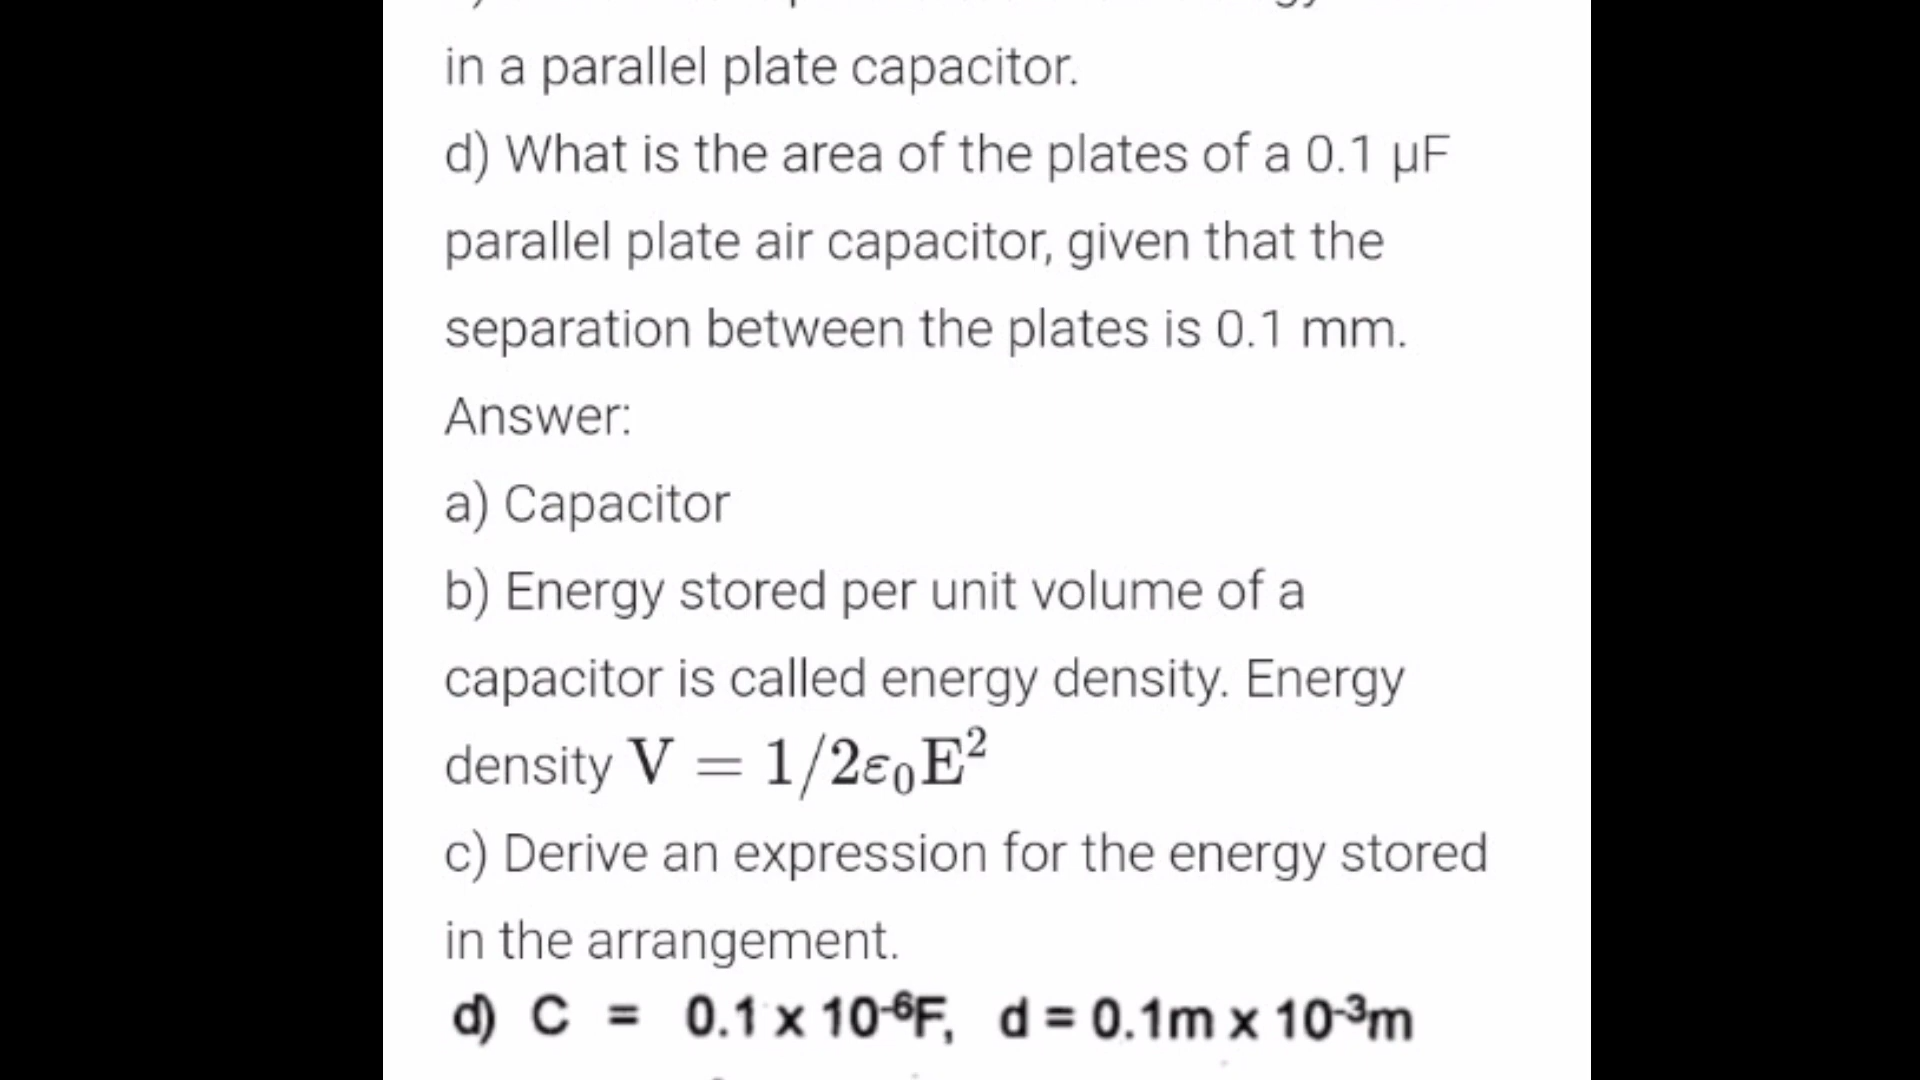 in a parallel plate capacitor.
d) What is the area of the plates of a 0.1 µF
parallel plate air capacitor, given that the
separation between the plates is 0.1 mm.
Answer:
a) Capacitor
b) Energy stored per unit volume of a
capacitor is called energy density. Energy
density V = 1/2ε₀E²
c) Derive an expression for the energy stored
in the arrangement.
d) C = 0.1 x 10⁻⁶F, d = 0.1m x 10⁻³m